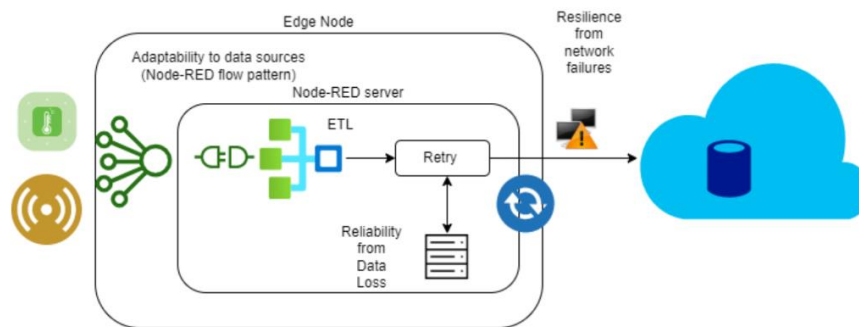 Edge Node
Adaptability to data sources
(Node-RED flow pattern)
Node-RED server
ETL
Retry
Reliability
from
Data
Loss
Resilience
from
network
failures